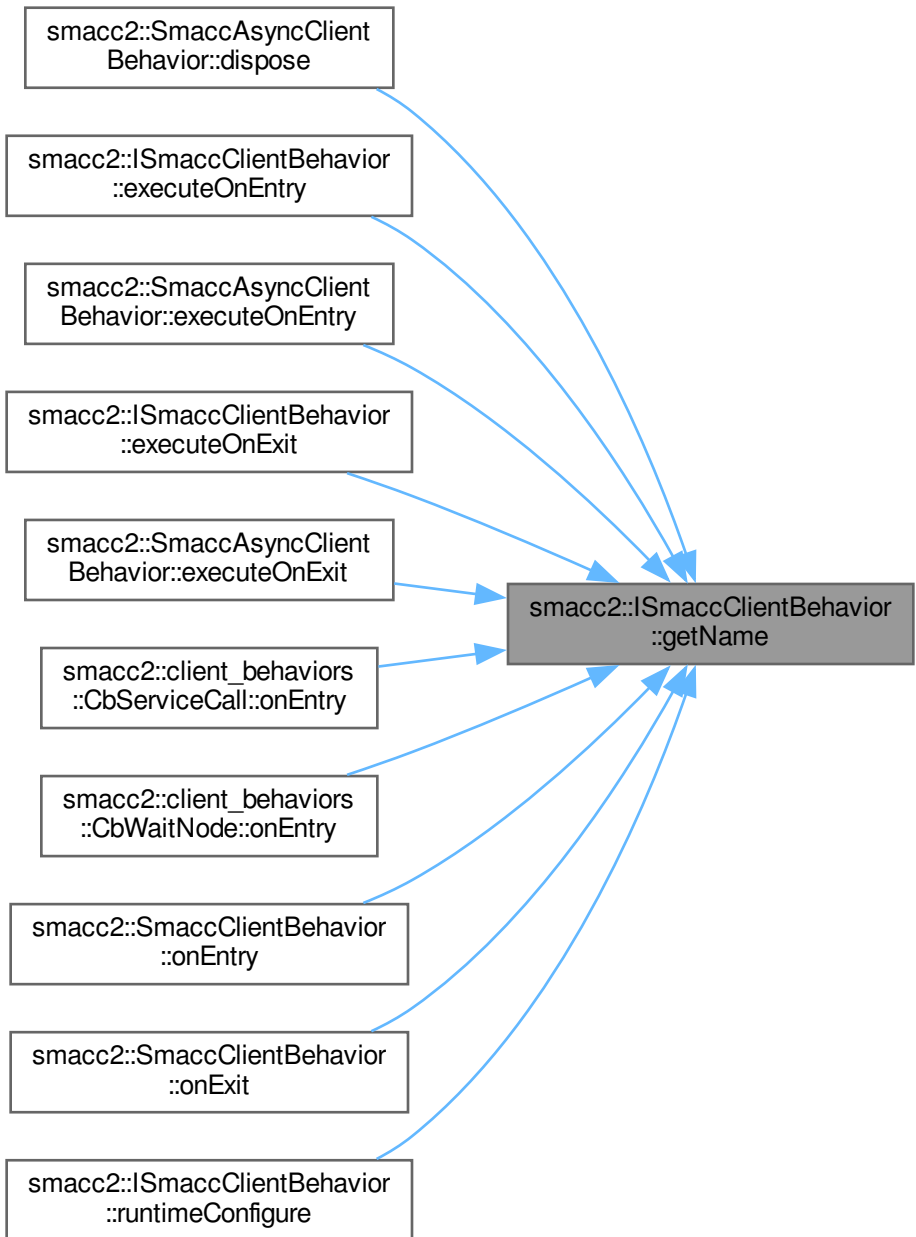 smacc2::SmaccAsyncClient
Behavior::dispose
smacc2::ISmaccClientBehavior
::executeOnEntry
smacc2::SmaccAsyncClient
Behavior::executeOnEntry
smacc2::ISmaccClientBehavior
::executeOnExit
smacc2::SmaccAsyncClient
Behavior::executeOnExit
smacc2::ISmaccClientBehavior
::getName
smacc2::client_behaviors
::CbServiceCall::onEntry
smacc2::client_behaviors
::CbWaitNode::onEntry
smacc2::SmaccClientBehavior
::onEntry
smacc2::SmaccClientBehavior
::onExit
smacc2::ISmaccClientBehavior
::runtimeConfigure